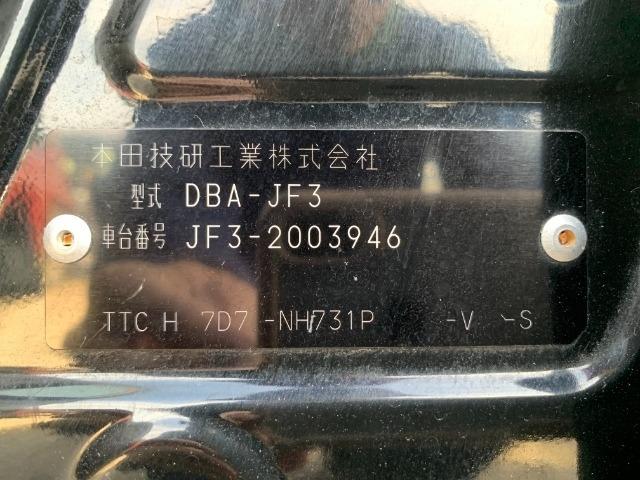 本田技研工業株式会社
型式 DBA-JF3
車台番号 JF3-2003946
TTC H 7D7 -NH731P -V -S